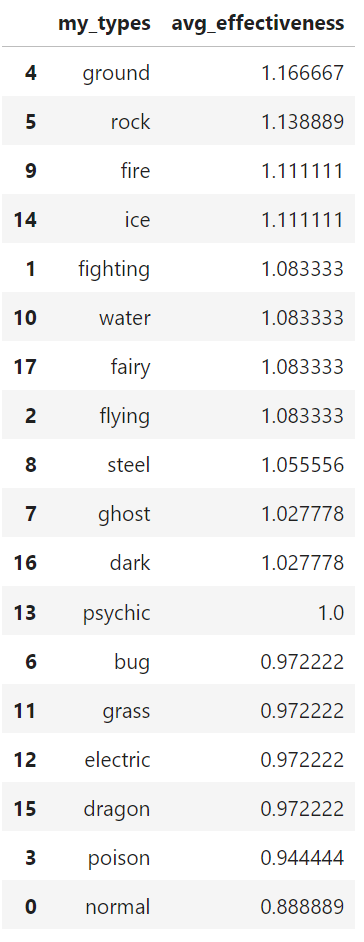 my_types avg_effectiveness
4 ground 1.166667
5 rock 1.138889
9 fire 1.111111
14 ice 1.111111
1 fighting 1.083333
10 water 1.083333
17 fairy 1.083333
2 flying 1.083333
8 steel 1.055556
7 ghost 1.027778
16 dark 1.027778
13 psychic 1.0
6 bug 0.972222
11 grass 0.972222
12 electric 0.972222
15 dragon 0.972222
3 poison 0.944444
0 normal 0.888889